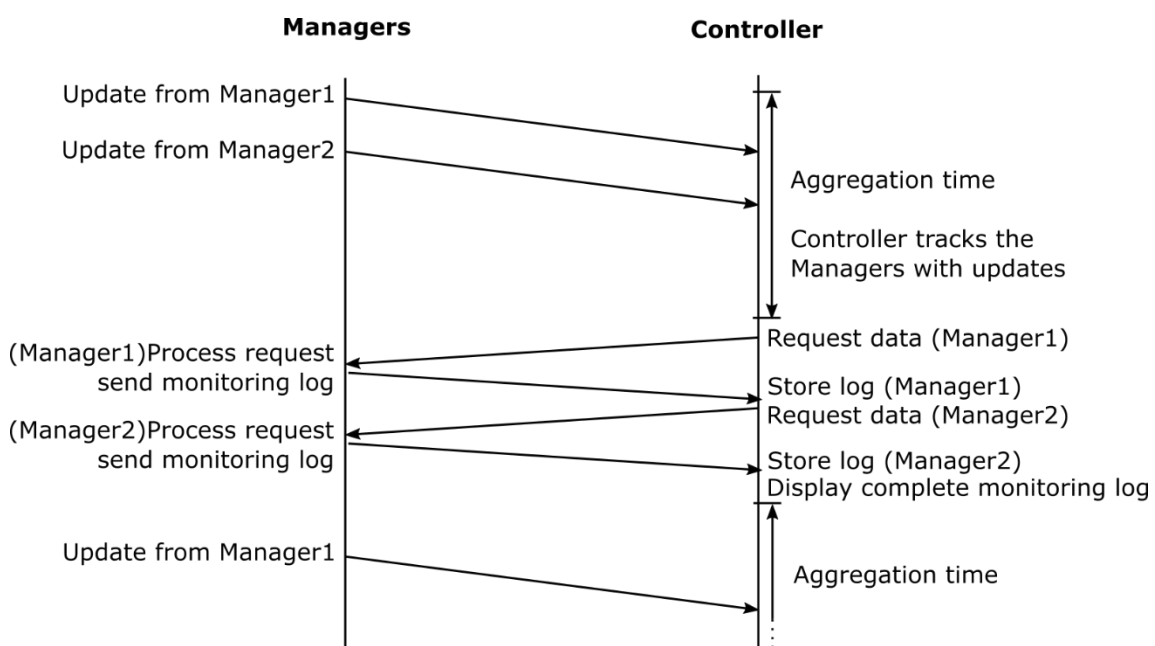 Managers
Controller
Update from Manager1
Update from Manager2
Aggregation time
Controller tracks the
Managers with updates
Request data (Manager1)
(Manager1)Process request
send monitoring log
Store log (Manager1)
Request data (Manager2)
(Manager2)Process request
send monitoring log
Store log (Manager2)
Display complete monitoring log
Update from Manager1
Aggregation time